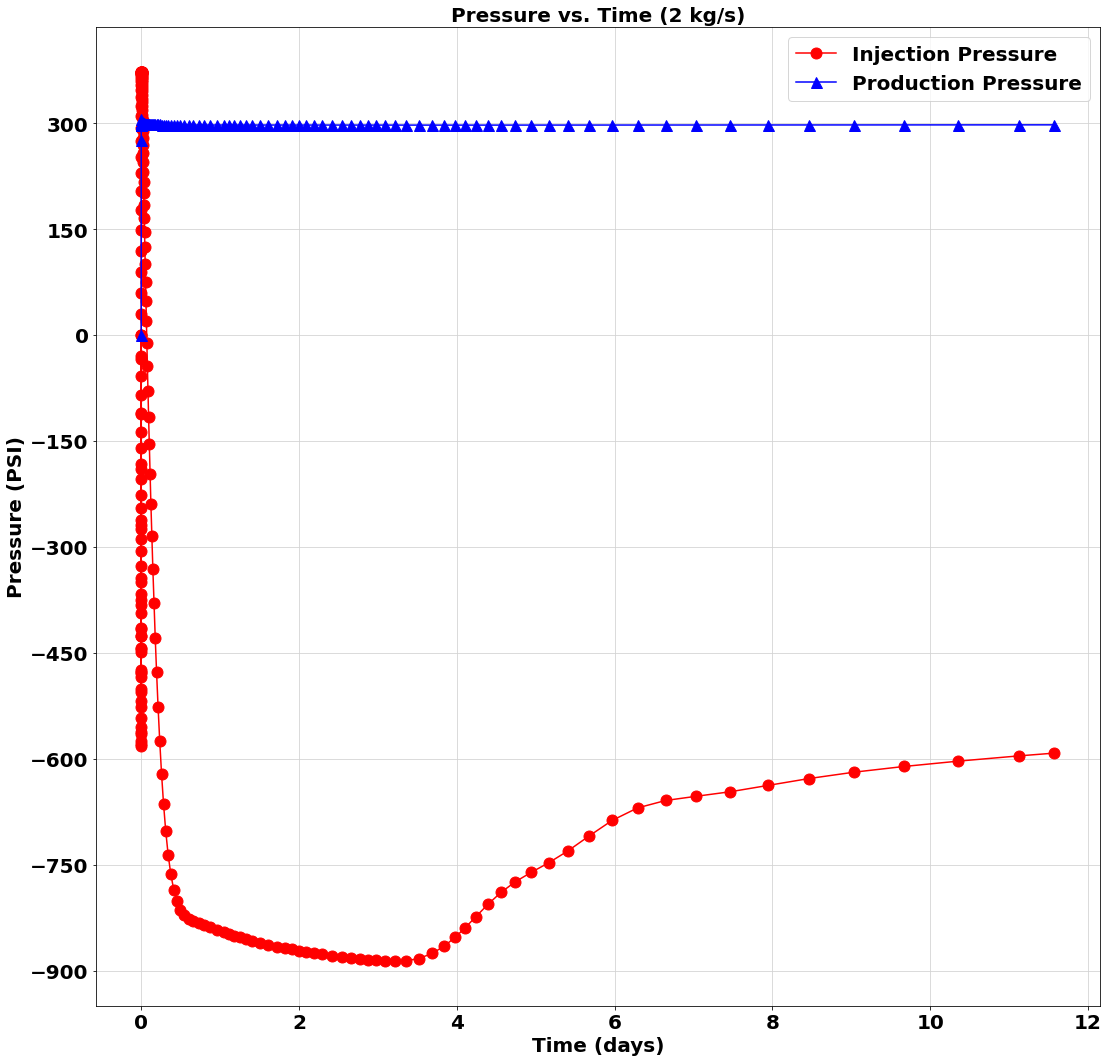 Pressure vs. Time (2 kg/s)
Injection Pressure
Production Pressure
300
150
0
−150
−300
−450
−600
−750
−900
Pressure (PSI)
0 2 4 6 8 10 12
Time (days)